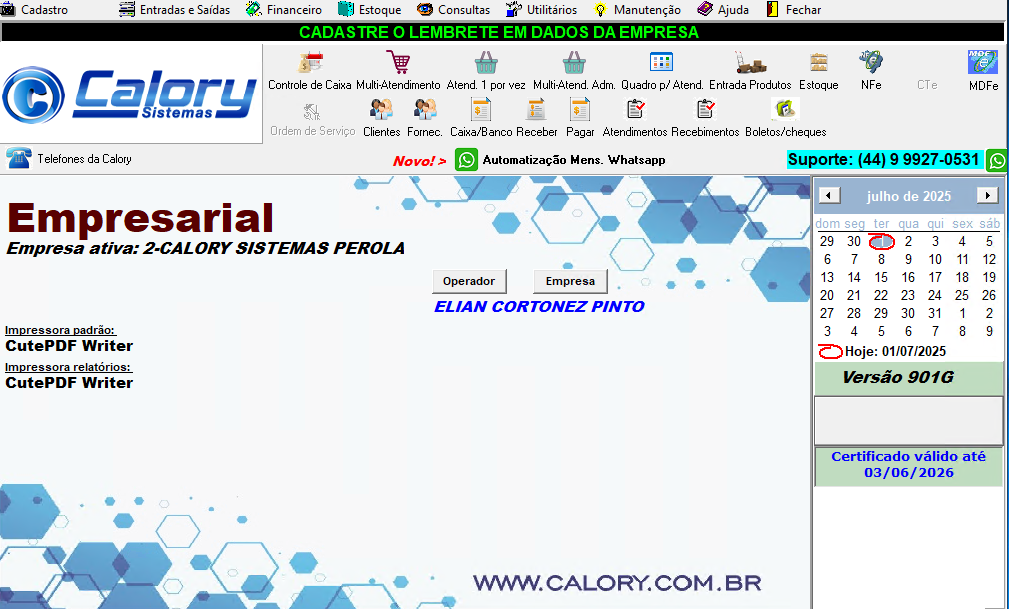 Cadastro Entradas e Saídas Financeiro Estoque Consultas Utilitários Manutenção Ajuda Fechar
CADASTRE O LEMBRETE EM DADOS DA EMPRESA
Calory
Sistemas
Controle de Caixa Multi-Atendimento Atend. 1 por vez Multi-Atend. Adm. Quadro p/ Atend. Entrada Produtos Estoque NFe CTe MDFe
MDFe
Ordem de Serviço Clientes Fornec. Caixa/Banco Receber Pagar Atendimentos Recebimentos Boletos/cheques
Telefones da Calory
Novo! > Automatização Mens. Whatsapp
Suporte: (44) 9 9927-0531
Empresarial
Empresa ativa: 2-CALORY SISTEMAS PEROLA
Operador Empresa
ELIAN CORTONEZ PINTO
Impressora padrão:
CutePDF Writer
Impressora relatórios:
CutePDF Writer
WWW.CALORY.COM.BR
julho de 2025
dom seg ter qua qui sex sáb
29 30 1 2 3 4 5
6 7 8 9 10 11 12
13 14 15 16 17 18 19
20 21 22 23 24 25 26
27 28 29 30 31 1 2
3 4 5 6 7 8 9
Hoje: 01/07/2025
Versão 901G
Certificado válido até
03/06/2026